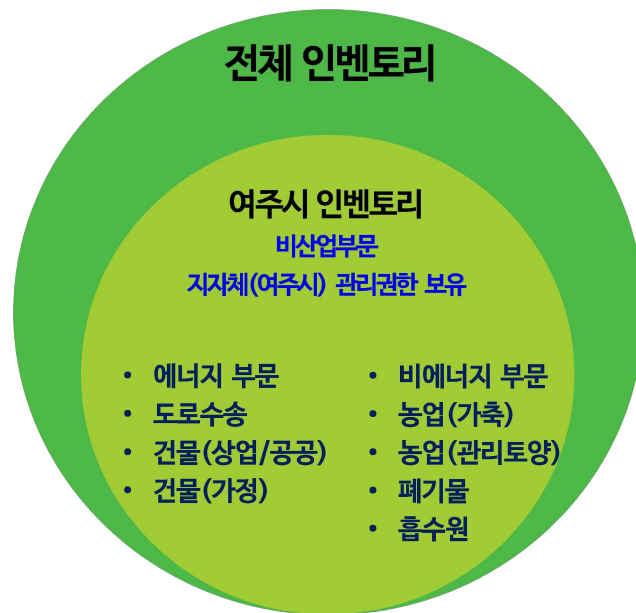 전체 인벤토리
여주시 인벤토리
비산업부문
지자체(여주시) 관리권한 보유
• 에너지 부문
• 도로수송
• 건물(상업/공공)
• 건물(가정)
• 비에너지 부문
• 농업(가축)
• 농업(관리토양)
• 폐기물
• 흡수원